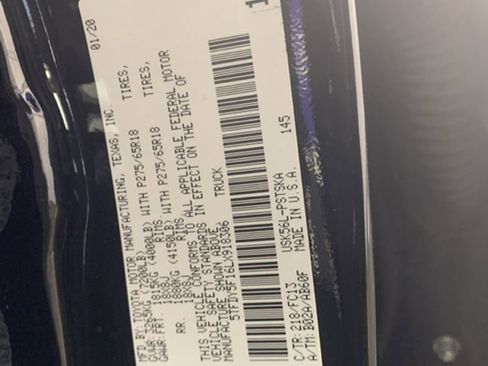 MFD.BY: TOYOTA MOTOR MANUFACTURING, TEXAS, INC. 01/20
GVWR: 3265KG (7200LB)
GAWR: FRT. 1815KG (4000LB) WITH P275/65R18 TIRES,
18X8J RIMS
RR. 1880KG (4150LB) WITH P275/65R18 TIRES,
18X8J RIMS
THIS VEHICLE CONFORMS TO ALL APPLICABLE FEDERAL MOTOR
VEHICLE SAFETY STANDARDS IN EFFECT ON THE DATE OF
MANUFACTURE SHOWN ABOVE.
5TFDY5F16LX918306 TRUCK
C/TR: 218/FC13 USK56L-PSTSKA 145
A/TM: B02A/AB60F MADE IN U.S.A.